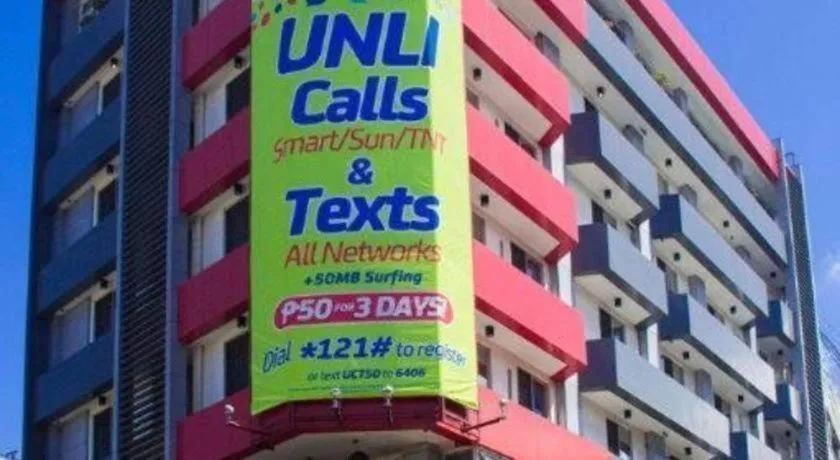 UNLI
Calls
Smart/Sun/TNT
&
Texts
All Networks
+50MB Surfing
₱50 FOR 3 DAYS!
Dial *121# to register
or text UCT50 to 6406